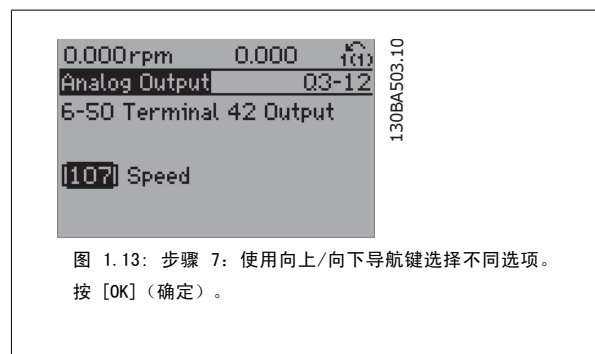 0.000rpm 0.000 1(1)
Analog Output Q3-12
6-50 Terminal 42 Output
[107] Speed
130BA503.10
图 1.13: 步骤 7：使用向上/向下导航键选择不同选项。
按 [OK]（确定）。